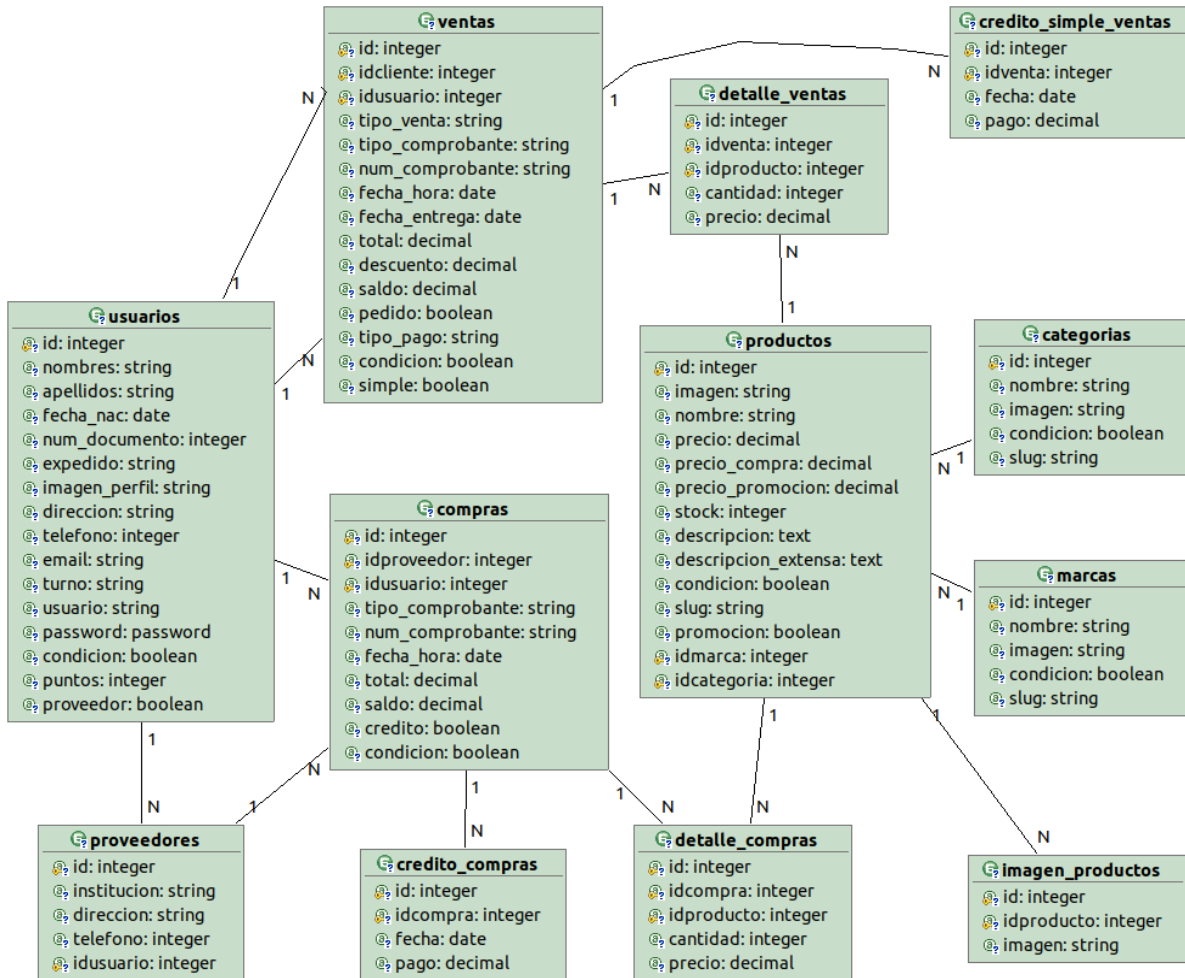 ventas
id: integer
idcliente: integer
idusuario: integer
tipo_venta: string
tipo_comprobante: string
num_comprobante: string
fecha_hora: date
fecha_entrega: date
total: decimal
descuento: decimal
saldo: decimal
pedido: boolean
tipo_pago: string
condicion: boolean
simple: boolean
credito_simple_ventas
id: integer
idventa: integer
fecha: date
pago: decimal
detalle_ventas
id: integer
idventa: integer
idproducto: integer
cantidad: integer
precio: decimal
N
1
1
N
1
N
1
N
N
1
usuarios
id: integer
nombres: string
apellidos: string
fecha_nac: date
num_documento: integer
expedido: string
imagen_perfil: string
direccion: string
telefono: integer
email: string
turno: string
usuario: string
password: password
condicion: boolean
puntos: integer
proveedor: boolean
productos
id: integer
imagen: string
nombre: string
precio: decimal
precio_compra: decimal
precio_promocion: decimal
stock: integer
descripcion: text
descripcion_extensa: text
condicion: boolean
slug: string
promocion: boolean
idmarca: integer
idcategoria: integer
categorias
id: integer
nombre: string
imagen: string
condicion: boolean
slug: string
N
1
marcas
id: integer
nombre: string
imagen: string
condicion: boolean
slug: string
N
1
compras
id: integer
idproveedor: integer
idusuario: integer
tipo_comprobante: string
num_comprobante: string
fecha_hora: date
total: decimal
saldo: decimal
credito: boolean
condicion: boolean
1
N
1
N
N
1
1
N
1
N
1
N
1
N
proveedores
id: integer
institucion: string
direccion: string
telefono: integer
idusuario: integer
credito_compras
id: integer
idcompra: integer
fecha: date
pago: decimal
detalle_compras
id: integer
idcompra: integer
idproducto: integer
cantidad: integer
precio: decimal
imagen_productos
id: integer
idproducto: integer
imagen: string